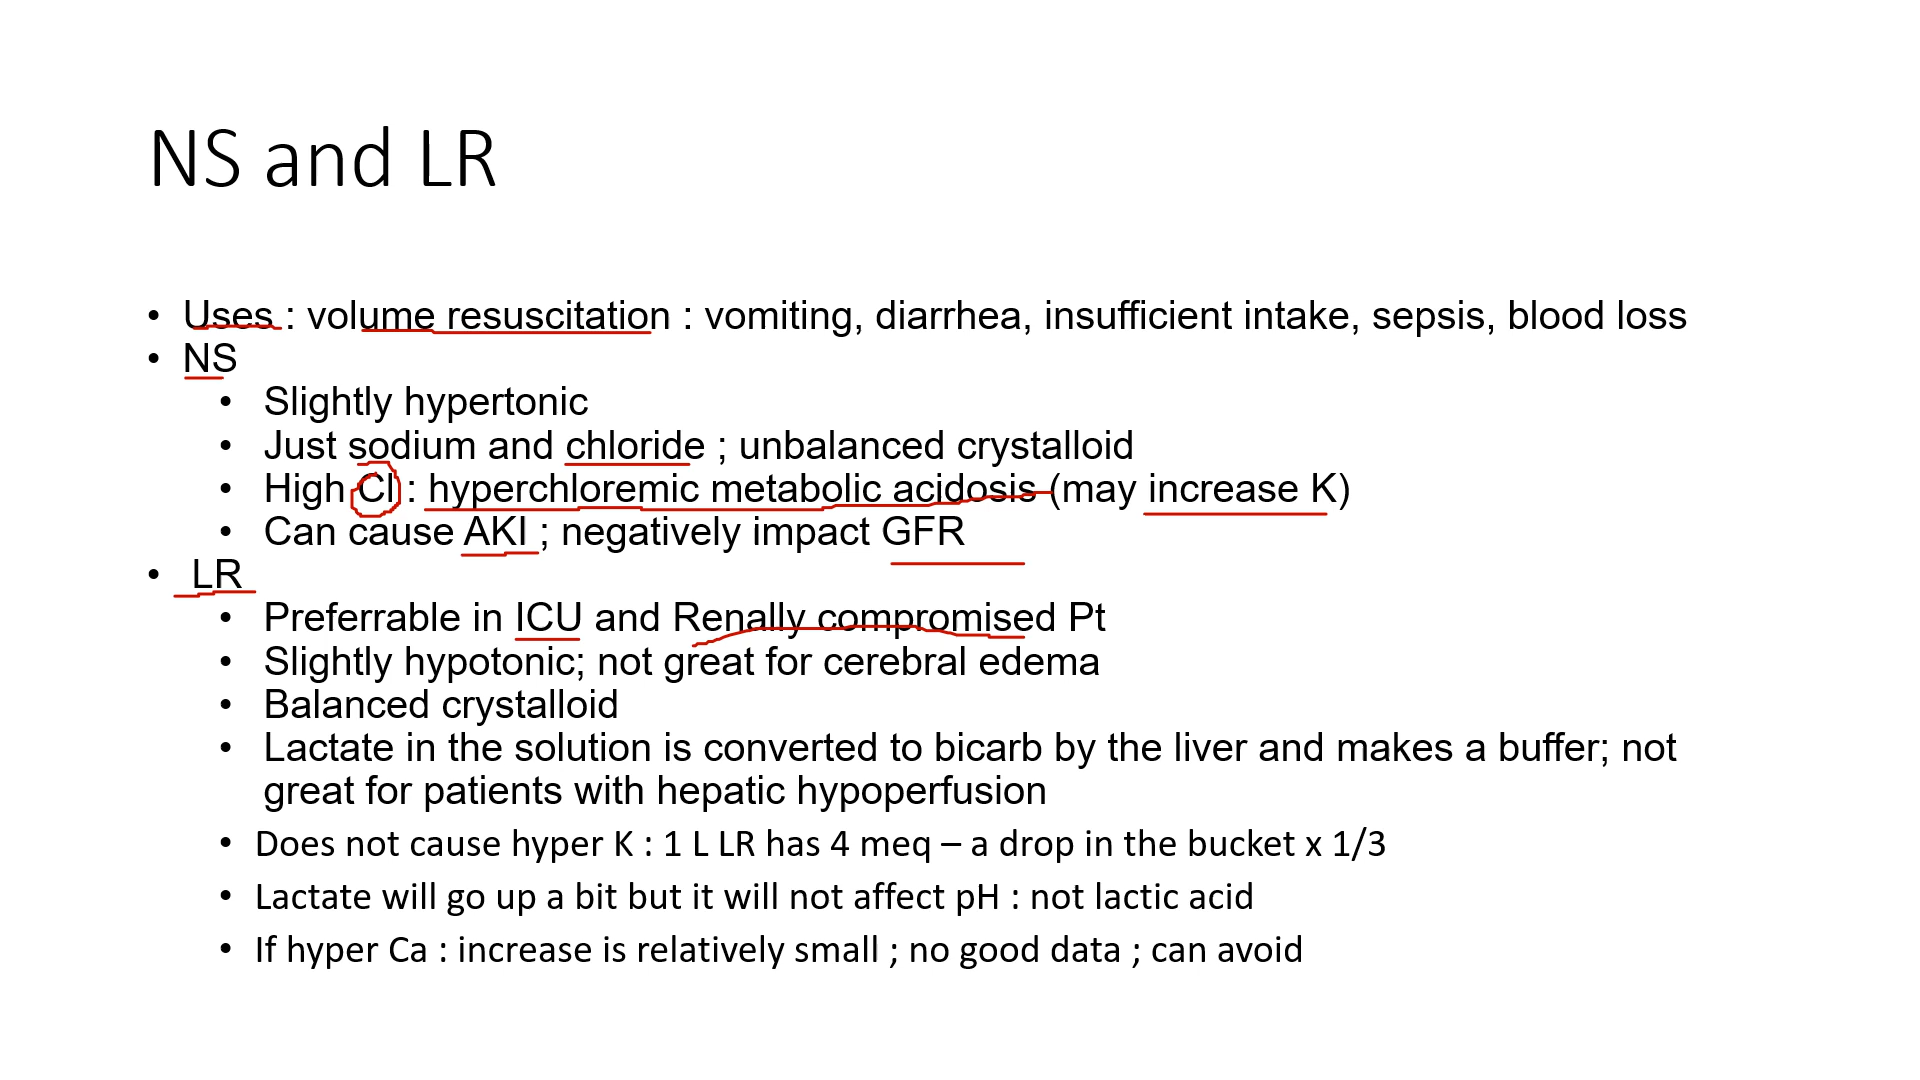 NS and LR
• Uses : volume resuscitation : vomiting, diarrhea, insufficient intake, sepsis, blood loss
• NS
• Slightly hypertonic
• Just sodium and chloride ; unbalanced crystalloid
• High Cl : hyperchloremic metabolic acidosis (may increase K)
• Can cause AKI ; negatively impact GFR
• LR
• Preferrable in ICU and Renally compromised Pt
• Slightly hypotonic; not great for cerebral edema
• Balanced crystalloid
• Lactate in the solution is converted to bicarb by the liver and makes a buffer; not
great for patients with hepatic hypoperfusion
• Does not cause hyper K : 1 L LR has 4 meq – a drop in the bucket x 1/3
• Lactate will go up a bit but it will not affect pH : not lactic acid
• If hyper Ca : increase is relatively small ; no good data ; can avoid